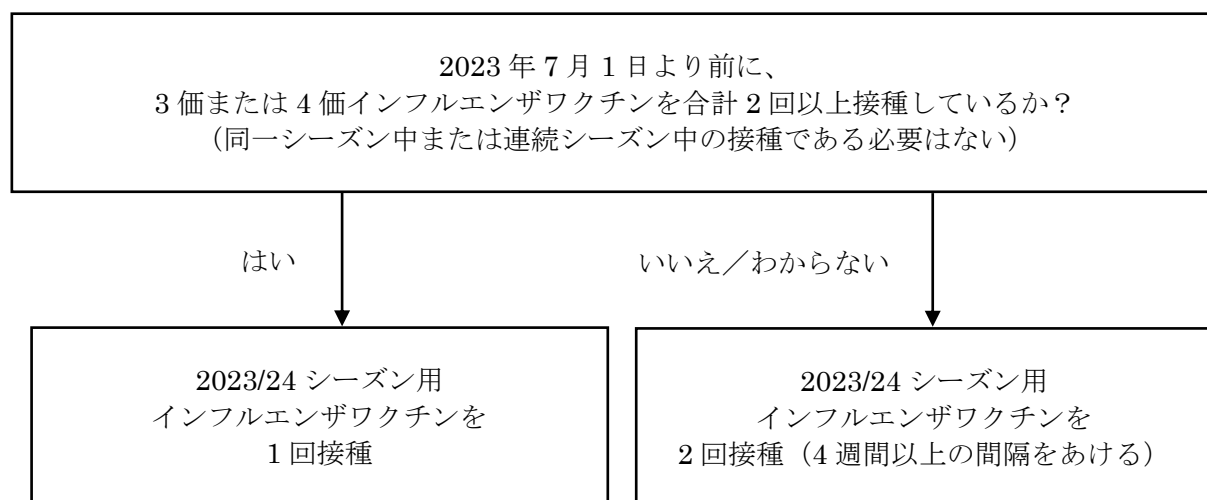 2023 年 7 月 1 日より前に、
3 価または 4 価インフルエンザワクチンを合計 2 回以上接種しているか？
（同一シーズン中または連続シーズン中の接種である必要はない）
はい
いいえ／わからない
2023/24 シーズン用
インフルエンザワクチンを
1 回接種
2023/24 シーズン用
インフルエンザワクチンを
2 回接種（4 週間以上の間隔をあける）